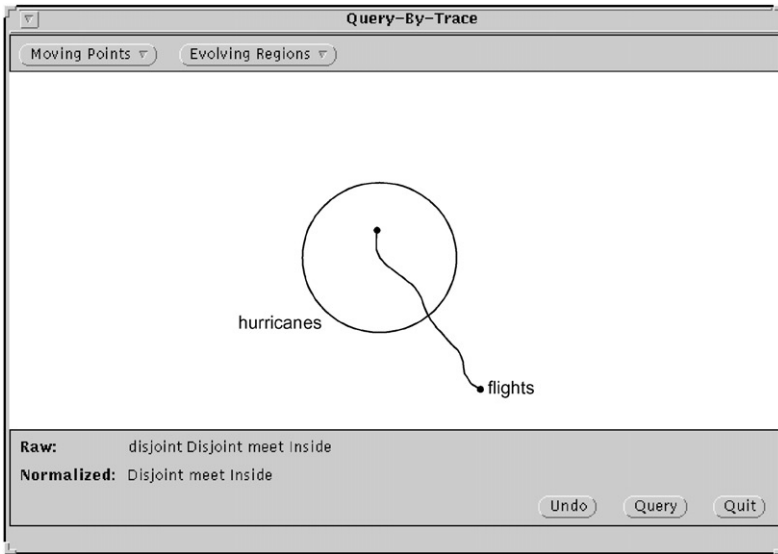 Query-By-Trace
Moving Points Evolving Regions
hurricanes
flights
Raw: disjoint Disjoint meet Inside
Normalized: Disjoint meet Inside
Undo Query Quit